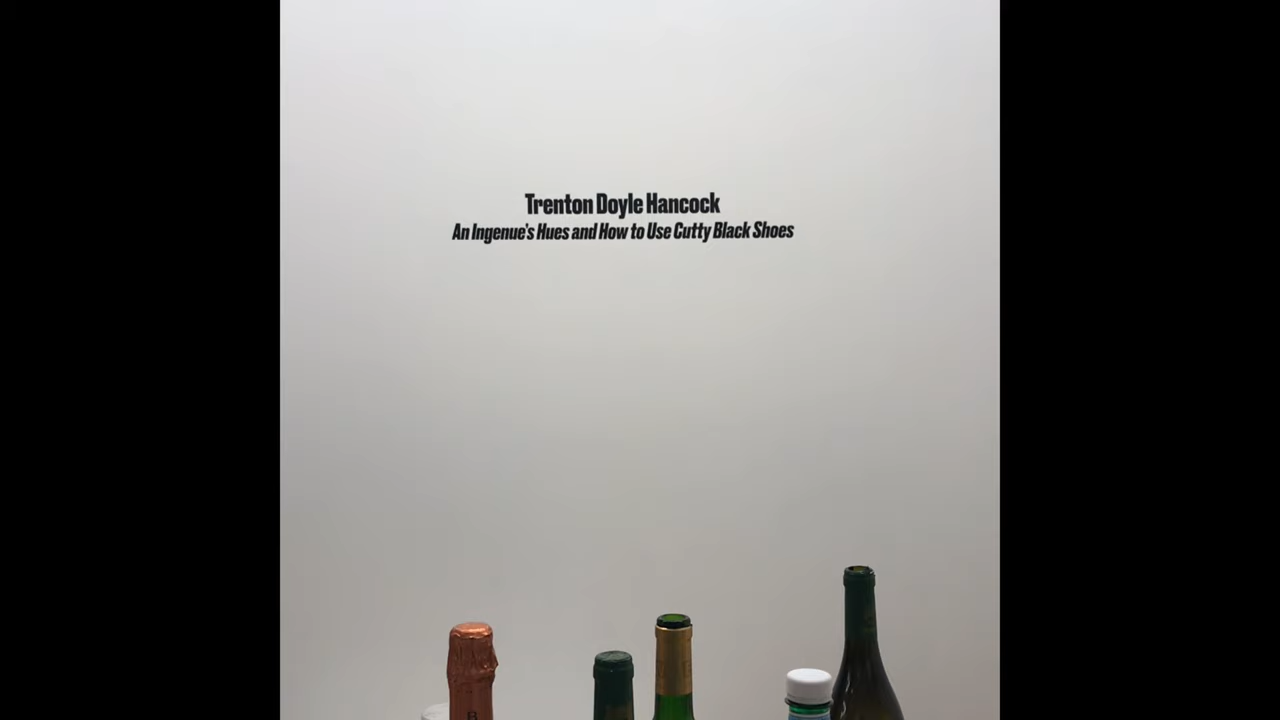 Trenton Doyle Hancock
An Ingenue's Hues and How to Use Cutty Black Shoes
B